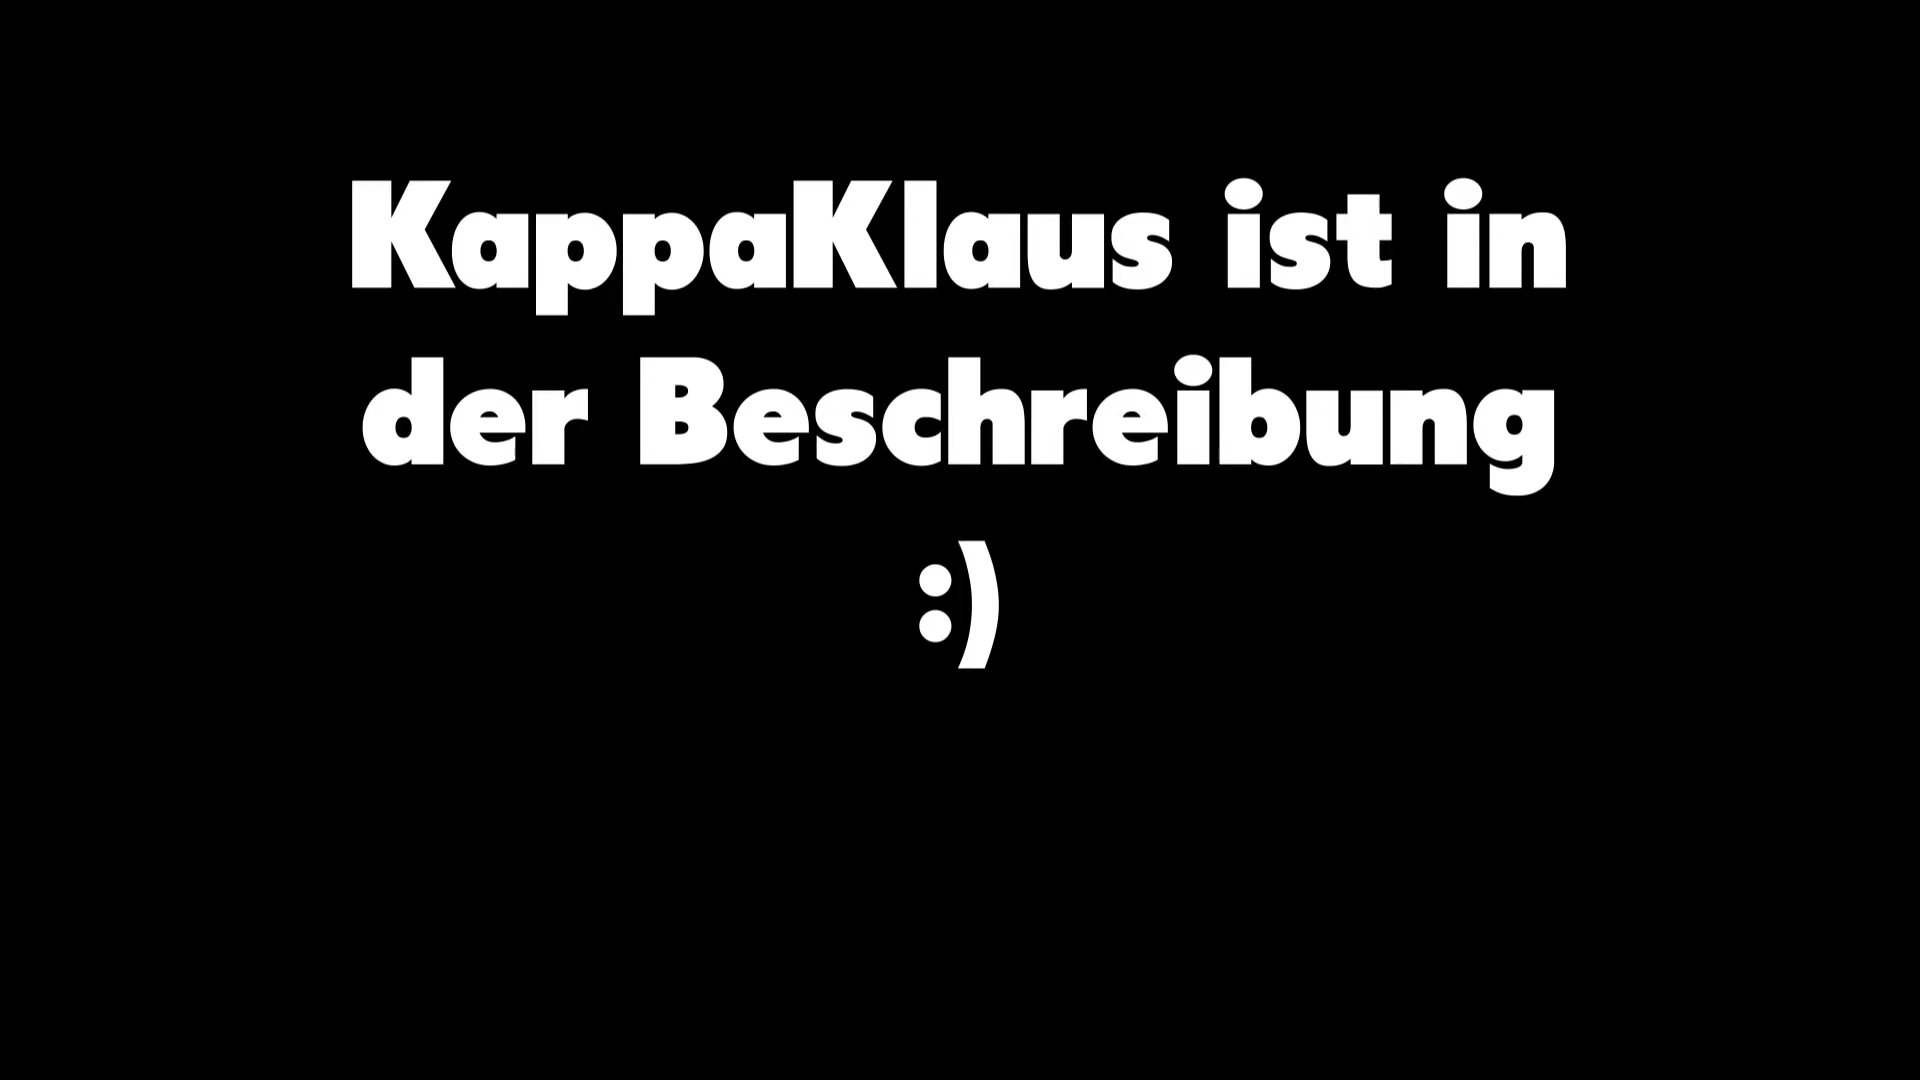 KappaKlaus ist in
der Beschreibung
:)